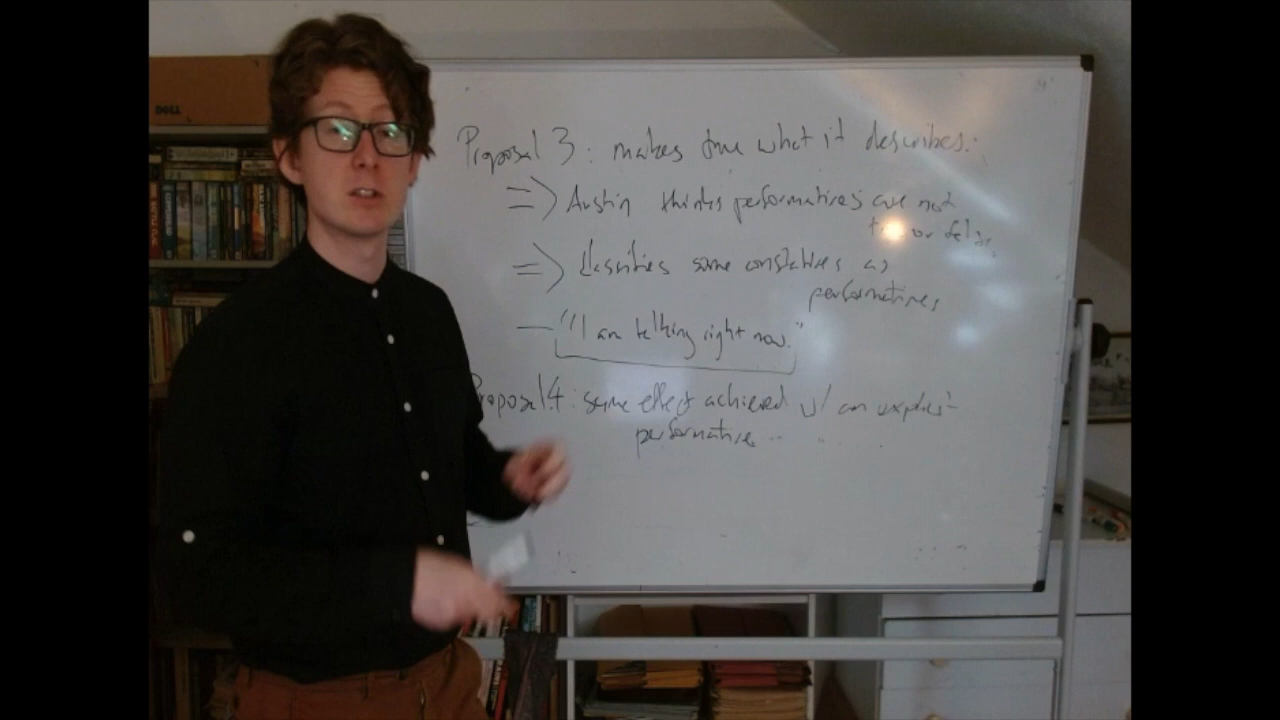 DELL
Proposal 3: makes true what it describes:
=> Austin thinks performatives are not
or false.
=> classifies some constatives as
performatives
— "I am talking right now."
Proposal 4: same effect achieved w/ an explicit
performative..